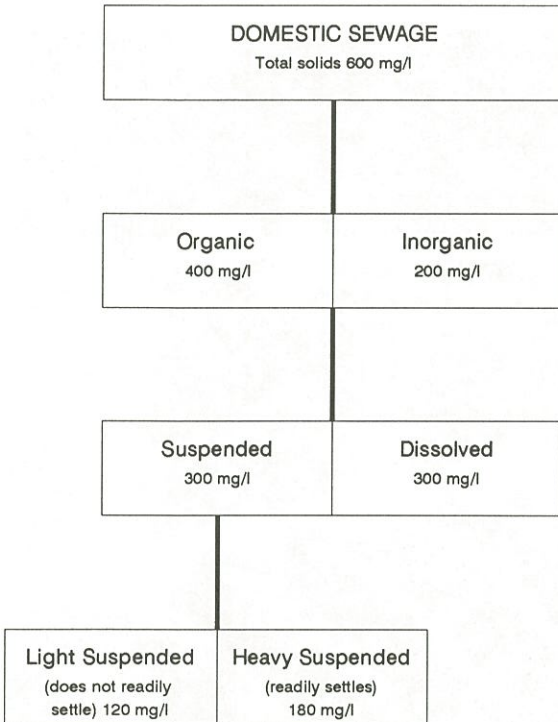 DOMESTIC SEWAGE
Total solids 600 mg/l
Organic
400 mg/l
Inorganic
200 mg/l
Suspended
300 mg/l
Dissolved
300 mg/l
Light Suspended
(does not readily
settle) 120 mg/l
Heavy Suspended
(readily settles)
180 mg/l